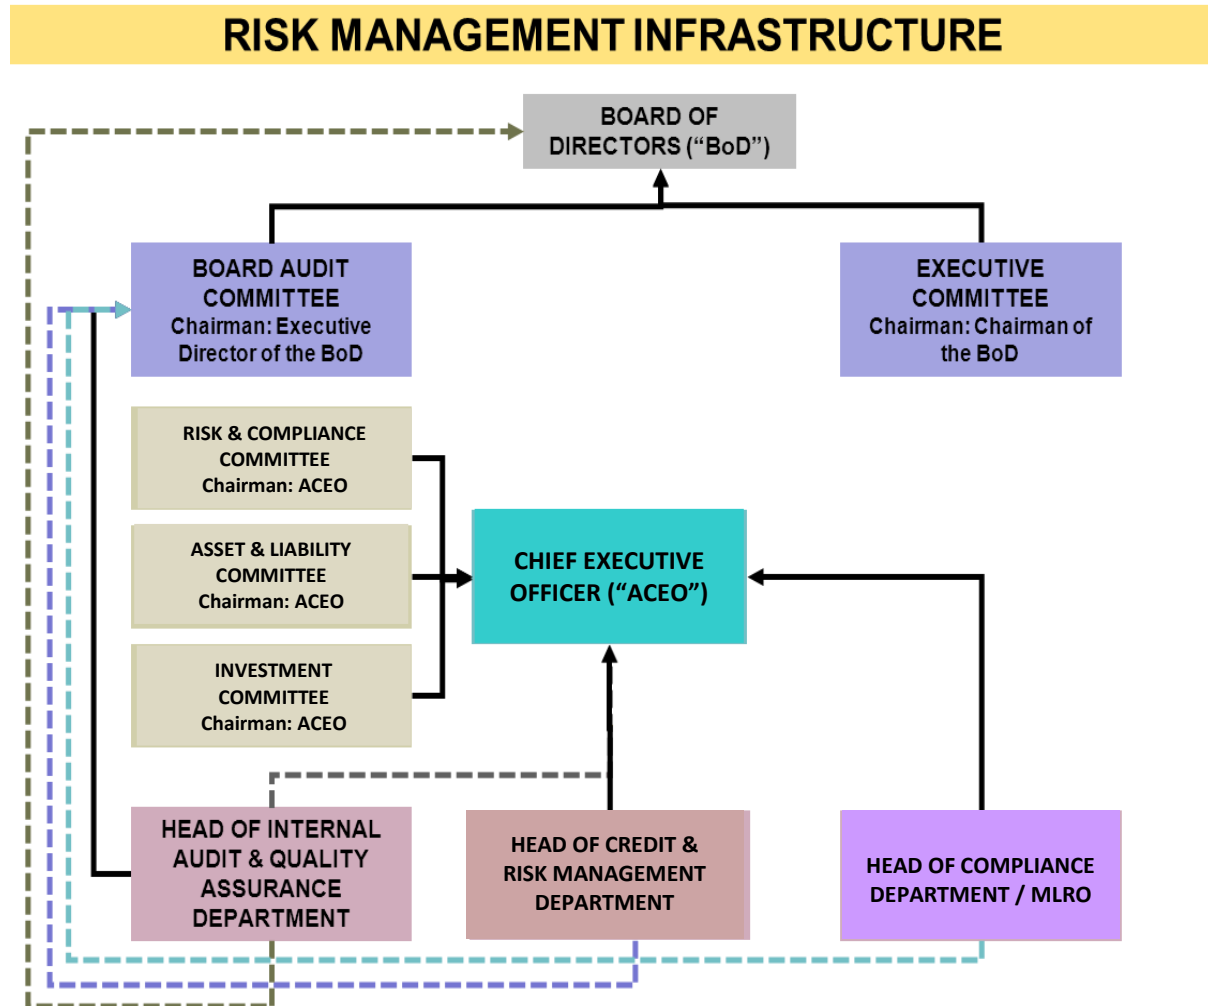 RISK MANAGEMENT INFRASTRUCTURE
BOARD OF
DIRECTORS (“BoD”)
BOARD AUDIT
COMMITTEE
Chairman: Executive
Director of the BoD
EXECUTIVE
COMMITTEE
Chairman: Chairman of
the BoD
RISK & COMPLIANCE
COMMITTEE
Chairman: ACEO
ASSET & LIABILITY
COMMITTEE
Chairman: ACEO
CHIEF EXECUTIVE
OFFICER (“ACEO”)
INVESTMENT
COMMITTEE
Chairman: ACEO
HEAD OF INTERNAL
AUDIT & QUALITY
ASSURANCE
DEPARTMENT
HEAD OF CREDIT &
RISK MANAGEMENT
DEPARTMENT
HEAD OF COMPLIANCE
DEPARTMENT / MLRO